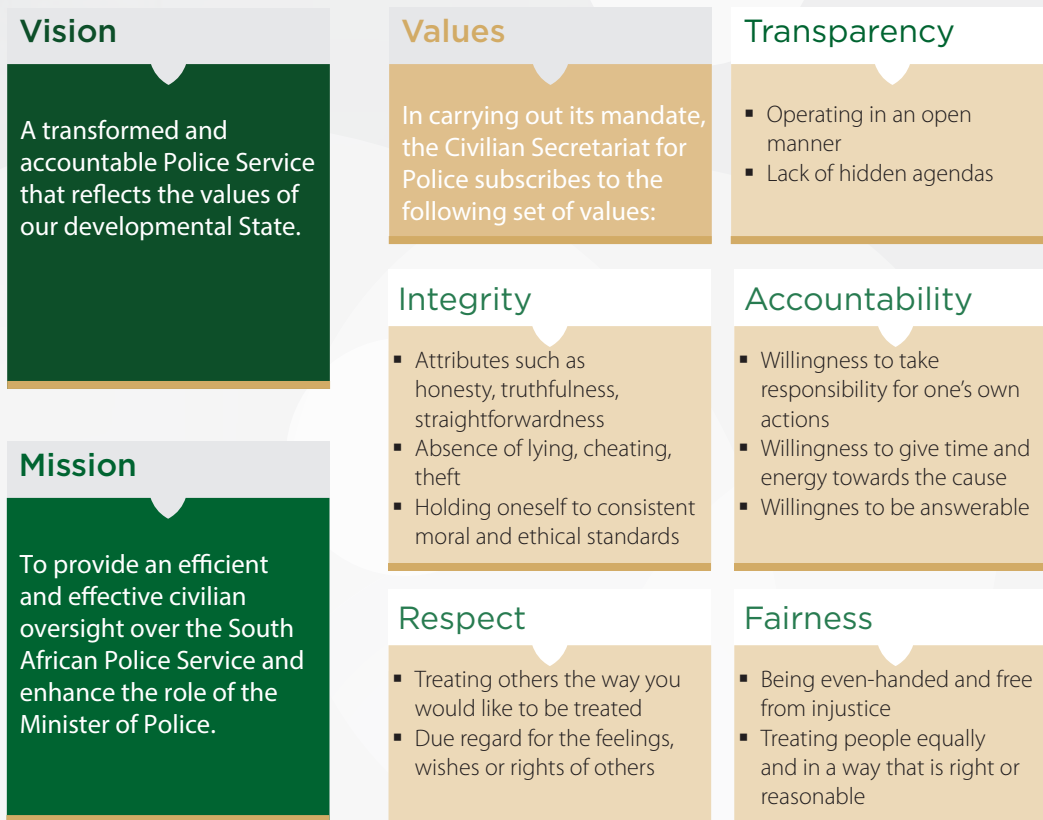 Vision
A transformed and
accountable Police Service
that reflects the values of
our developmental State.
Mission
To provide an efficient
and effective civilian
oversight over the South
African Police Service and
enhance the role of the
Minister of Police.
Values
In carrying out its mandate,
the Civilian Secretariat for
Police subscribes to the
following set of values:
Transparency
▪ Operating in an open
manner
▪ Lack of hidden agendas
Integrity
▪ Attributes such as
honesty, truthfulness,
straightforwardness
▪ Absence of lying, cheating,
theft
▪ Holding oneself to consistent
moral and ethical standards
Accountability
▪ Willingness to take
responsibility for one’s own
actions
▪ Willingness to give time and
energy towards the cause
▪ Willingnes to be answerable
Respect
▪ Treating others the way you
would like to be treated
▪ Due regard for the feelings,
wishes or rights of others
Fairness
▪ Being even-handed and free
from injustice
▪ Treating people equally
and in a way that is right or
reasonable